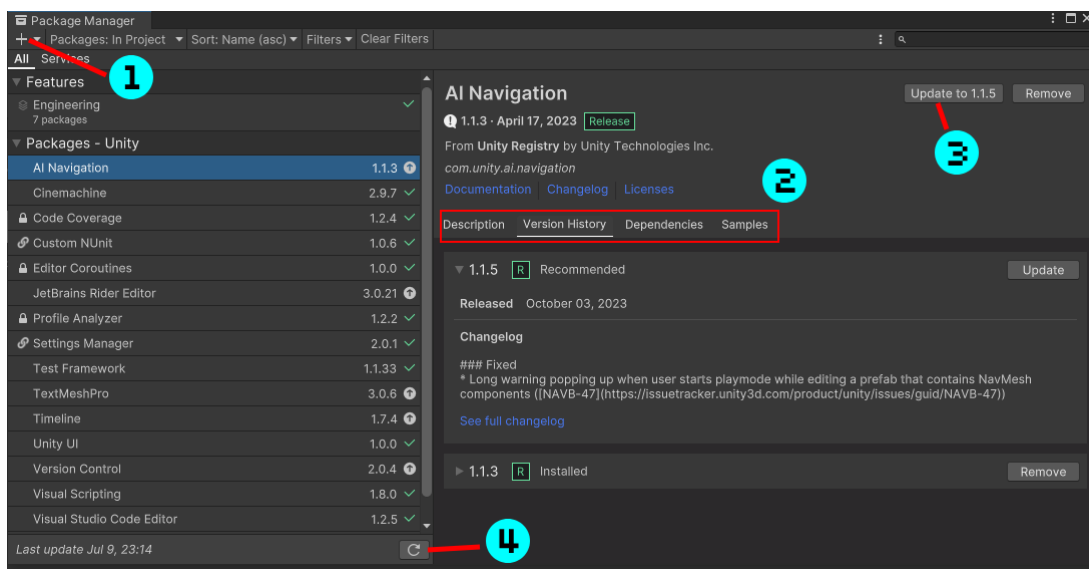 Package Manager
Packages: In Project Sort: Name (asc) Filters Clear Filters
All Services
1
Features
Engineering
7 packages
Packages - Unity
AI Navigation 1.1.3
Cinemachine 2.9.7
Code Coverage 1.2.4
Custom NUnit 1.0.6
Editor Coroutines 1.0.0
JetBrains Rider Editor 3.0.21
Profile Analyzer 1.2.2
Settings Manager 2.0.1
Test Framework 1.1.33
TextMeshPro 3.0.6
Timeline 1.7.4
Unity UI 1.0.0
Version Control 2.0.4
Visual Scripting 1.8.0
Visual Studio Code Editor 1.2.5
Last update Jul 9, 23:14
4
AI Navigation
Update to 1.1.5 Remove
3
1.1.3 · April 17, 2023 Release
From Unity Registry by Unity Technologies Inc.
com.unity.ai.navigation
Documentation Changelog Licenses
2
Description Version History Dependencies Samples
1.1.5 R Recommended Update
Released October 03, 2023
Changelog
### Fixed
* Long warning popping up when user starts playmode while editing a prefab that contains NavMesh
components ([NAVB-47](https://issuetracker.unity3d.com/product/unity/issues/guid/NAVB-47))
See full changelog
1.1.3 R Installed Remove